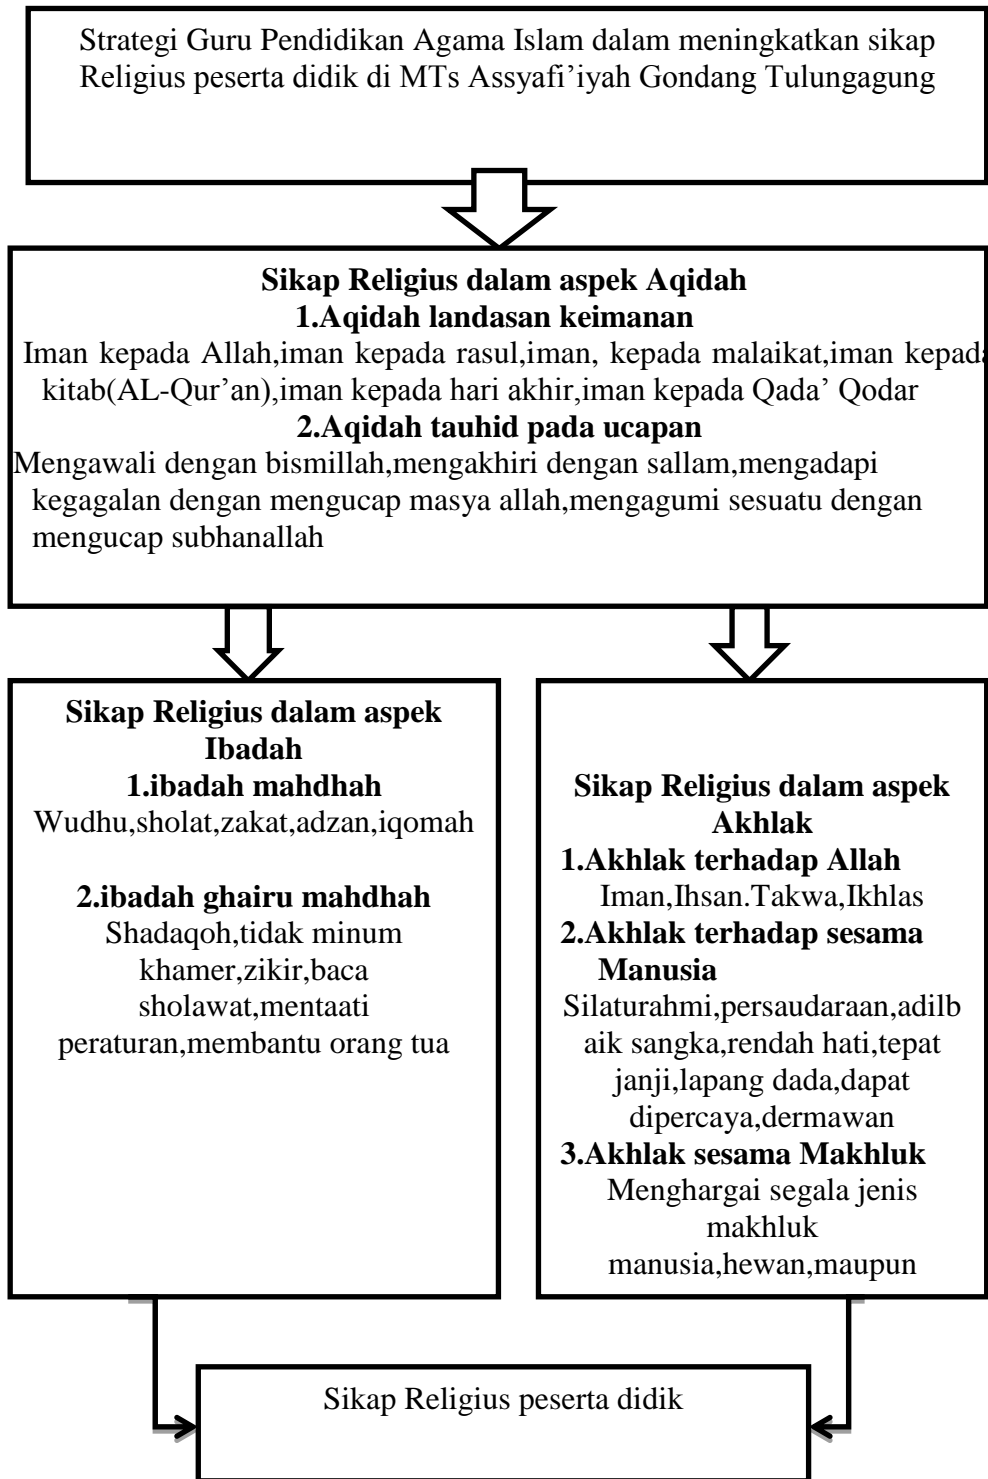 Strategi Guru Pendidikan Agama Islam dalam meningkatkan sikap
Religius peserta didik di MTs Assyafi’iyah Gondang Tulungagung
Sikap Religius dalam aspek Aqidah
1.Aqidah landasan keimanan
Iman kepada Allah,iman kepada rasul,iman, kepada malaikat,iman kepada
kitab(AL-Qur’an),iman kepada hari akhir,iman kepada Qada’ Qodar
2.Aqidah tauhid pada ucapan
Mengawali dengan bismillah,mengakhiri dengan sallam,mengadapi
kegagalan dengan mengucap masya allah,mengagumi sesuatu dengan
mengucap subhanallah
Sikap Religius dalam aspek
Ibadah
1.ibadah mahdhah
Wudhu,sholat,zakat,adzan,iqomah
2.ibadah ghairu mahdhah
Shadaqoh,tidak minum
khamer,zikir,baca
sholawat,mentaati
peraturan,membantu orang tua
Sikap Religius dalam aspek
Akhlak
1.Akhlak terhadap Allah
Iman,Ihsan.Takwa,Ikhlas
2.Akhlak terhadap sesama
Manusia
Silaturahmi,persaudaraan,adilb
aik sangka,rendah hati,tepat
janji,lapang dada,dapat
dipercaya,dermawan
3.Akhlak sesama Makhluk
Menghargai segala jenis
makhluk
manusia,hewan,maupun
Sikap Religius peserta didik